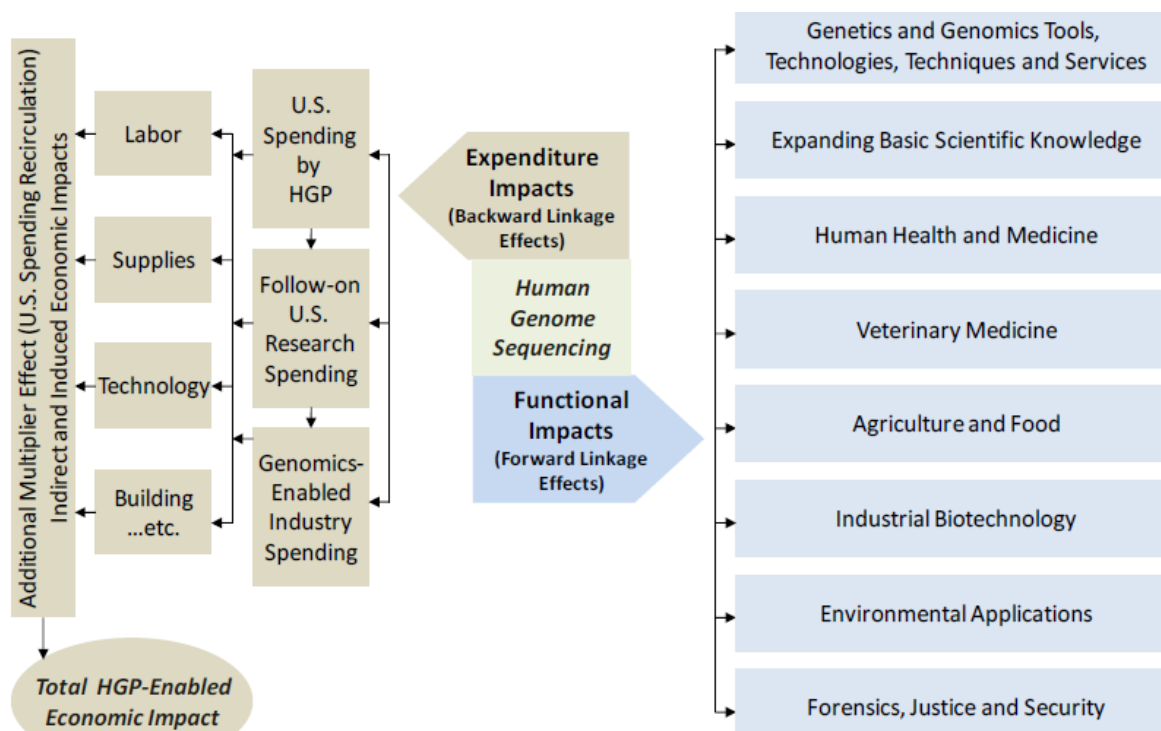 Additional Multiplier Effect (U.S. Spending Recirculation)
Indirect and Induced Economic Impacts
Labor
Supplies
Technology
Building
...etc.
U.S.
Spending
by
HGP
Follow-on
U.S.
Research
Spending
Genomics-
Enabled
Industry
Spending
Total HGP-Enabled
Economic Impact
Expenditure
Impacts
(Backward Linkage
Effects)
Human
Genome
Sequencing
Functional
Impacts
(Forward Linkage
Effects)
Genetics and Genomics Tools,
Technologies, Techniques and Services
Expanding Basic Scientific Knowledge
Human Health and Medicine
Veterinary Medicine
Agriculture and Food
Industrial Biotechnology
Environmental Applications
Forensics, Justice and Security